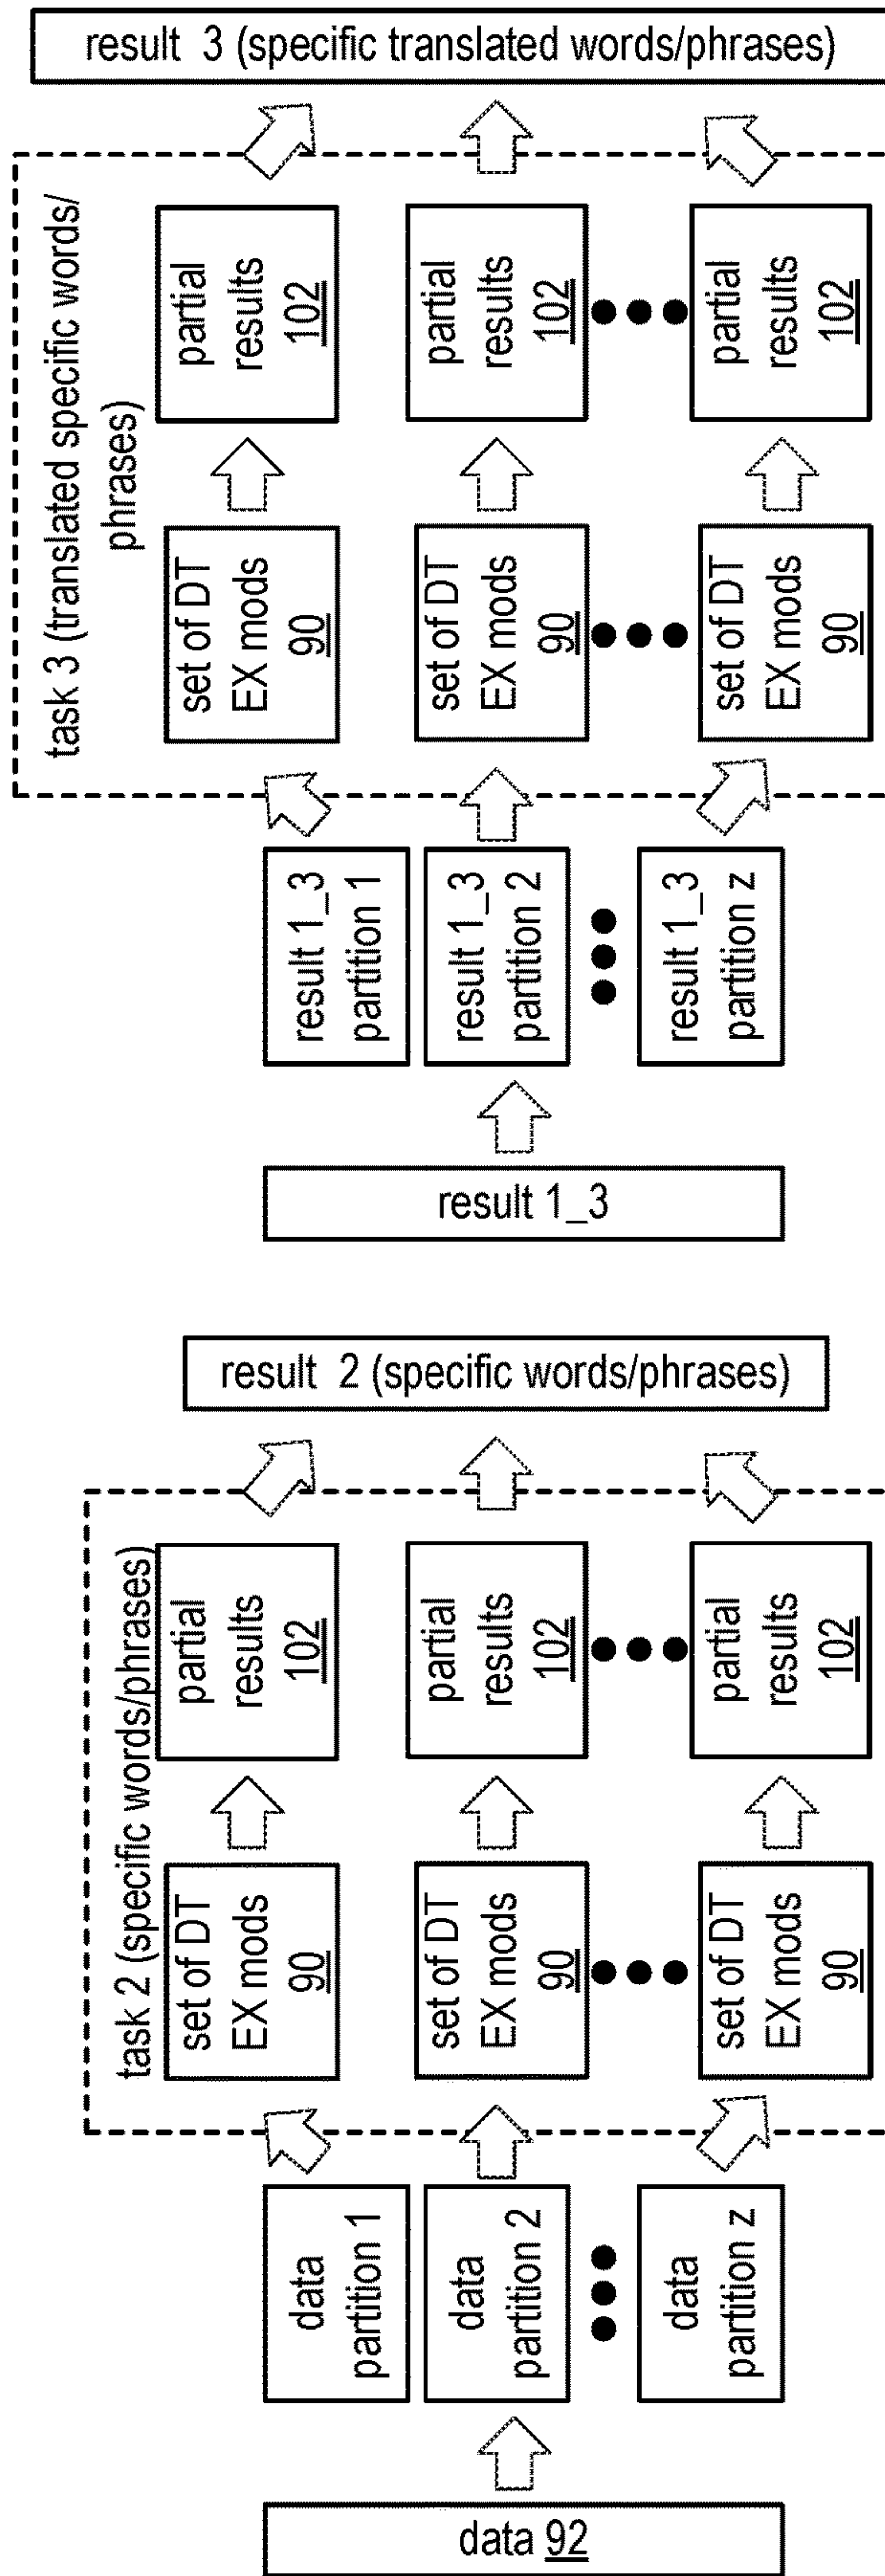 task 2 (specific words/phrases)
data 92
data
partition 1
data
partition 2
data
partition z
set of DT
EX mods
90
set of DT
EX mods
90
set of DT
EX mods
90
partial
results
102
partial
results
102
partial
results
102
result 2 (specific words/phrases)
task 3 (translated specific words/
phrases)
result 1_3
result 1_3
partition 1
result 1_3
partition 2
result 1_3
partition z
set of DT
EX mods
90
set of DT
EX mods
90
set of DT
EX mods
90
partial
results
102
partial
results
102
partial
results
102
result 3 (specific translated words/phrases)